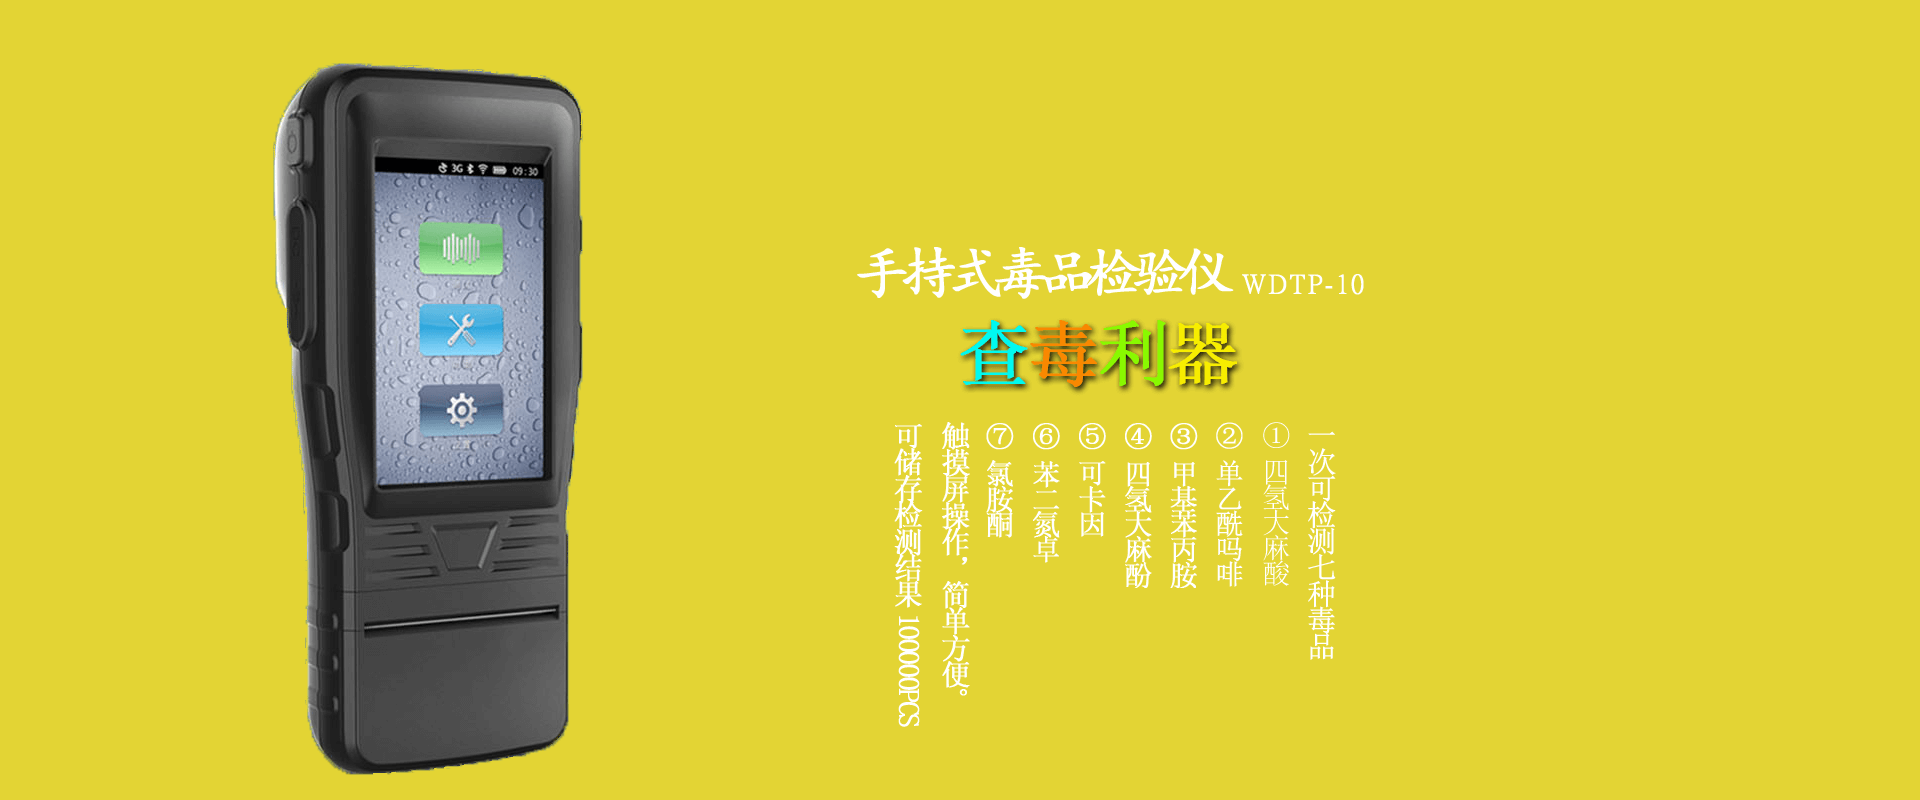 3G 09:30
手持式毒品检验仪 WDTP-10
查毒利器
一次可检测七种毒品
① 四氢大麻酸
② 单乙酰吗啡
③ 甲基苯丙胺
④ 四氢大麻酚
⑤ 可卡因
⑥ 苯二氮卓
⑦ 氯胺酮
触摸屏操作，简单方便。
可储存检测结果 100000PCS